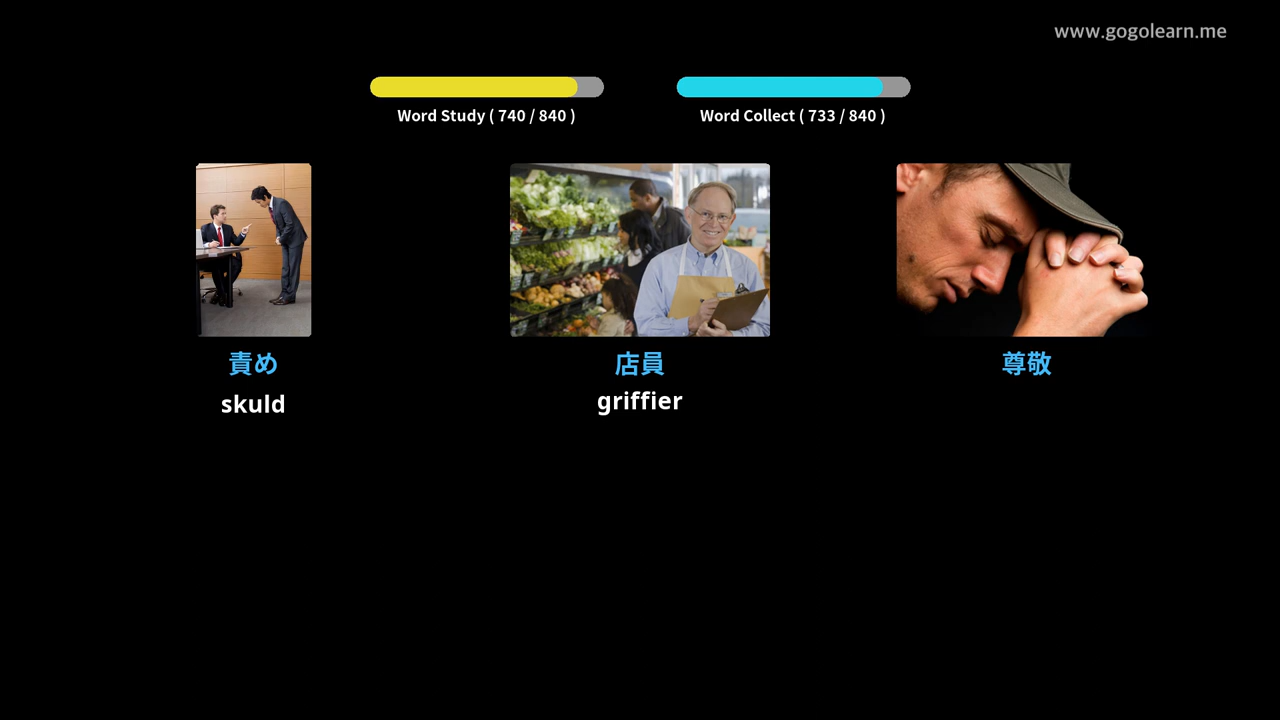 www.gogolearn.me
Word Study ( 740 / 840 )
Word Collect ( 733 / 840 )
責め
店員
尊敬
skuld
griffier